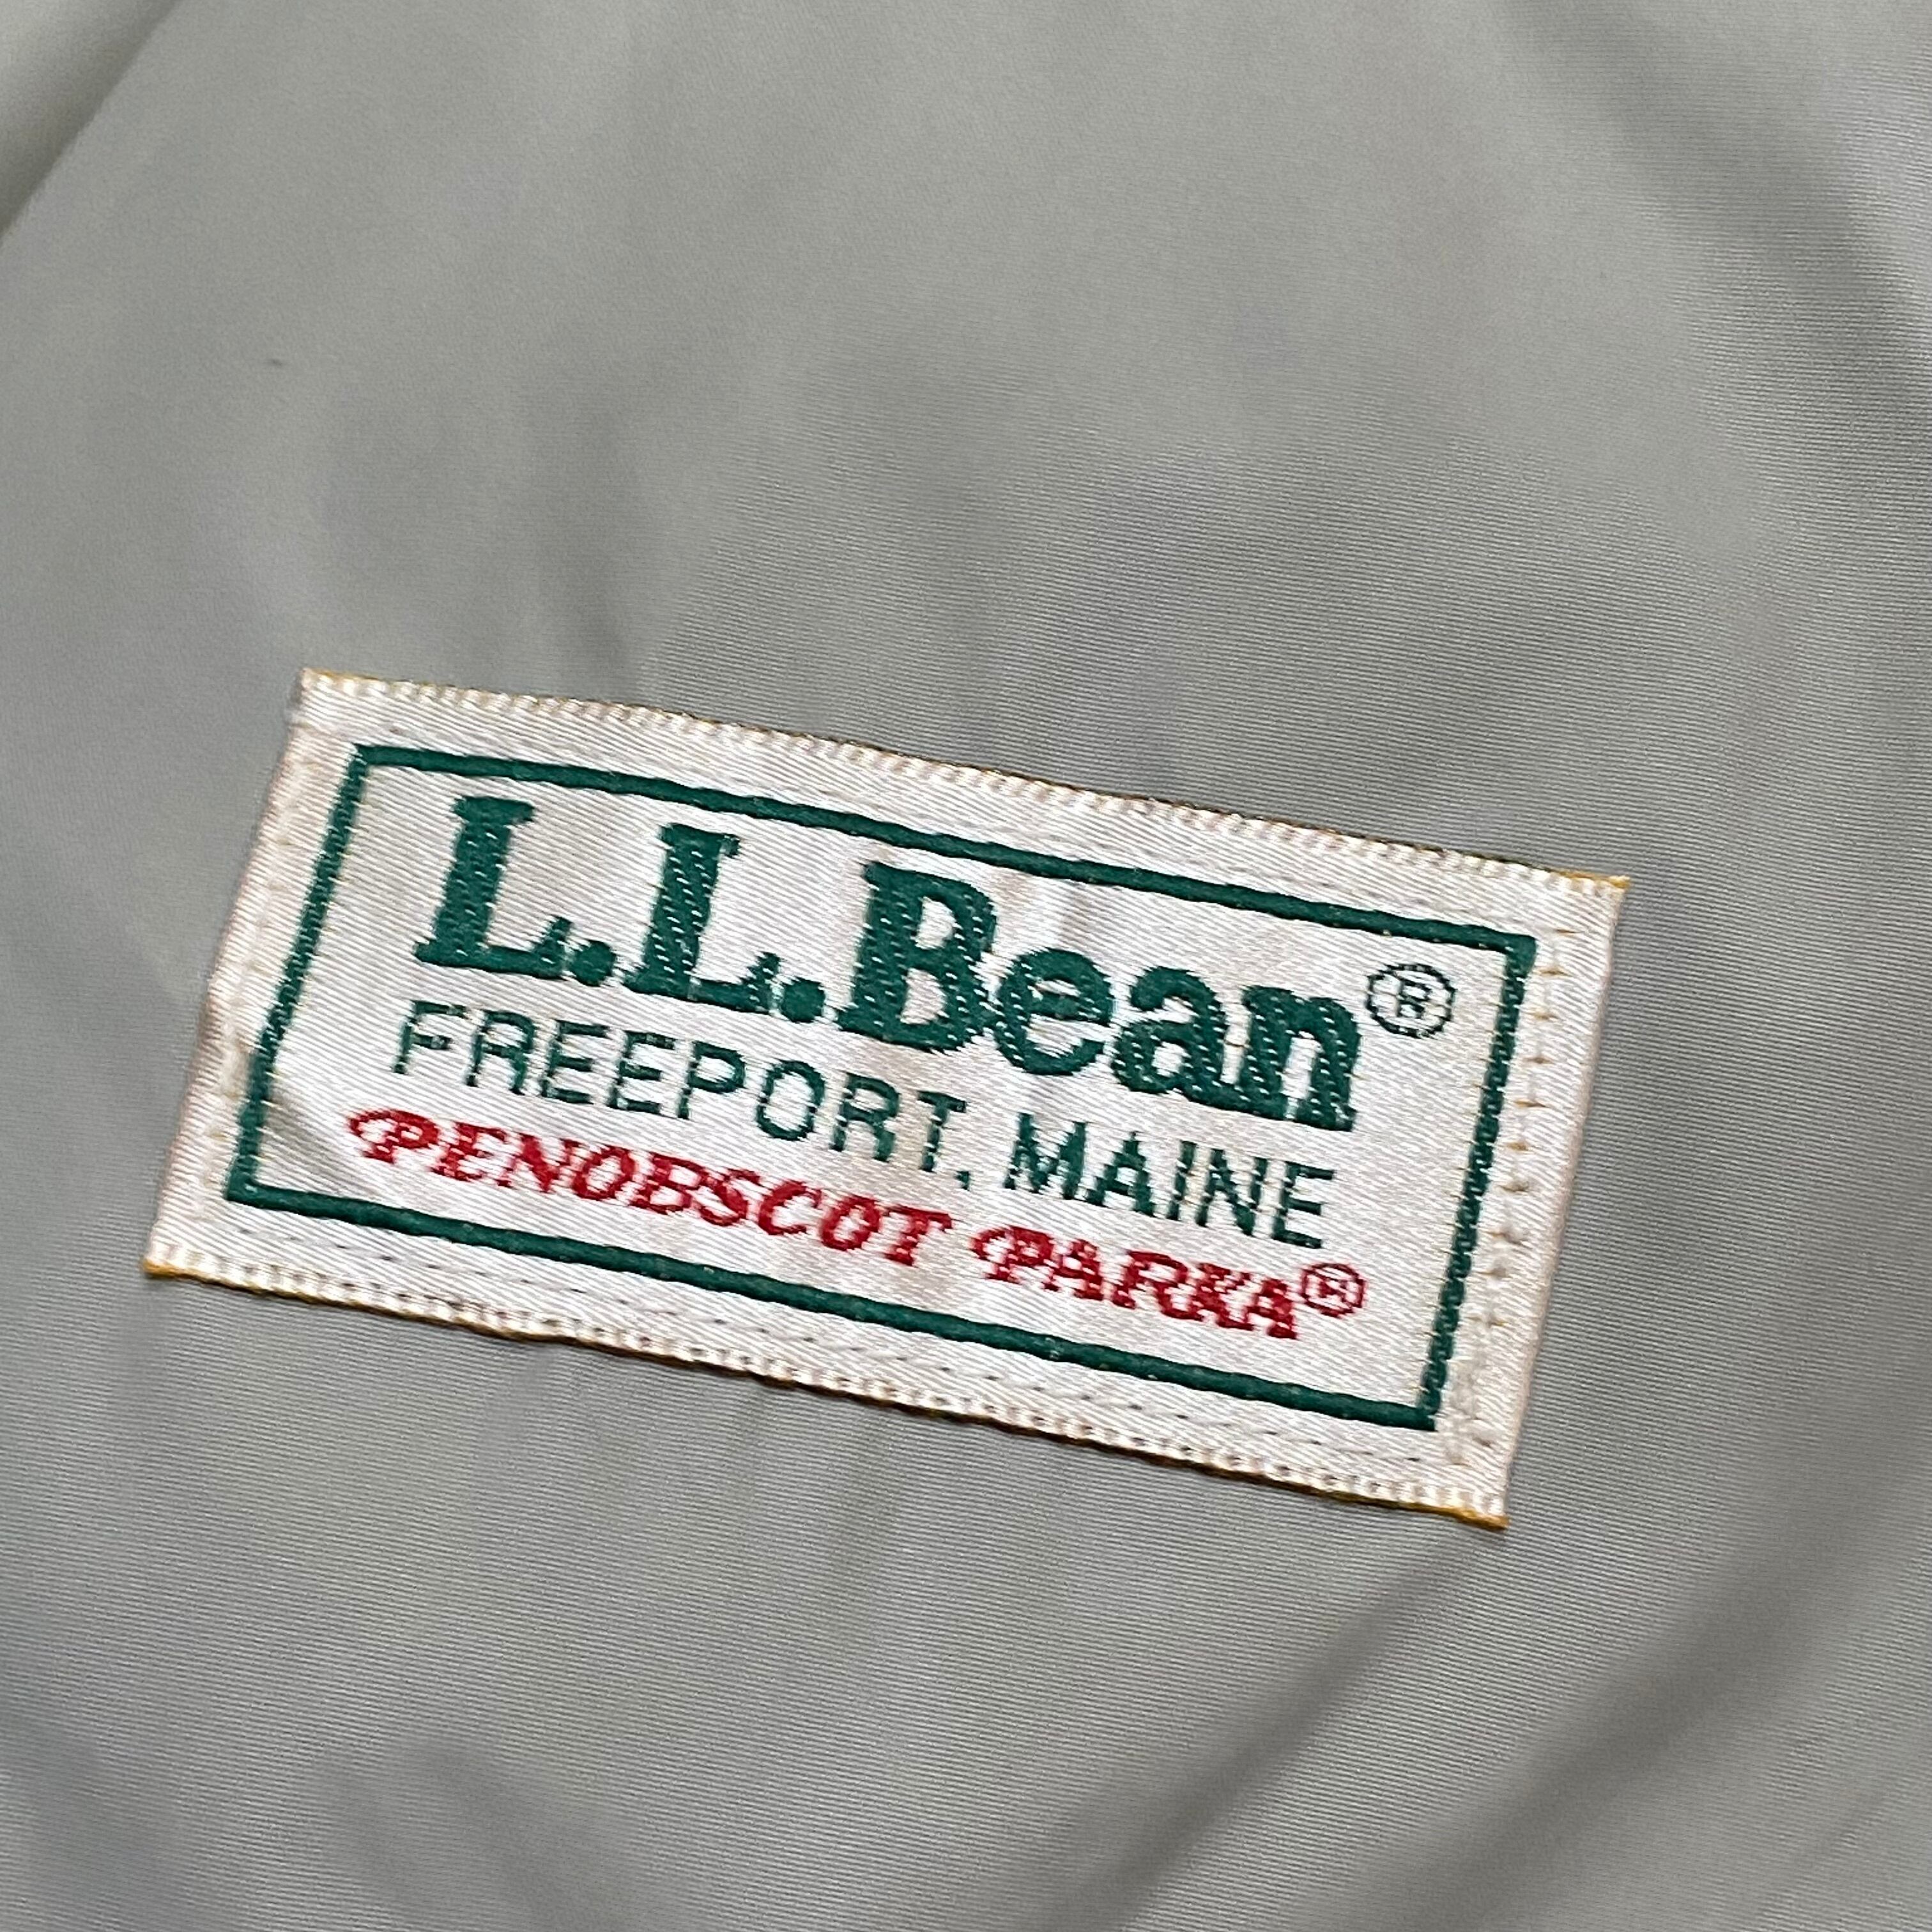 L.L.Bean®
FREEPORT, MAINE
PENOBSCOT PARKA®